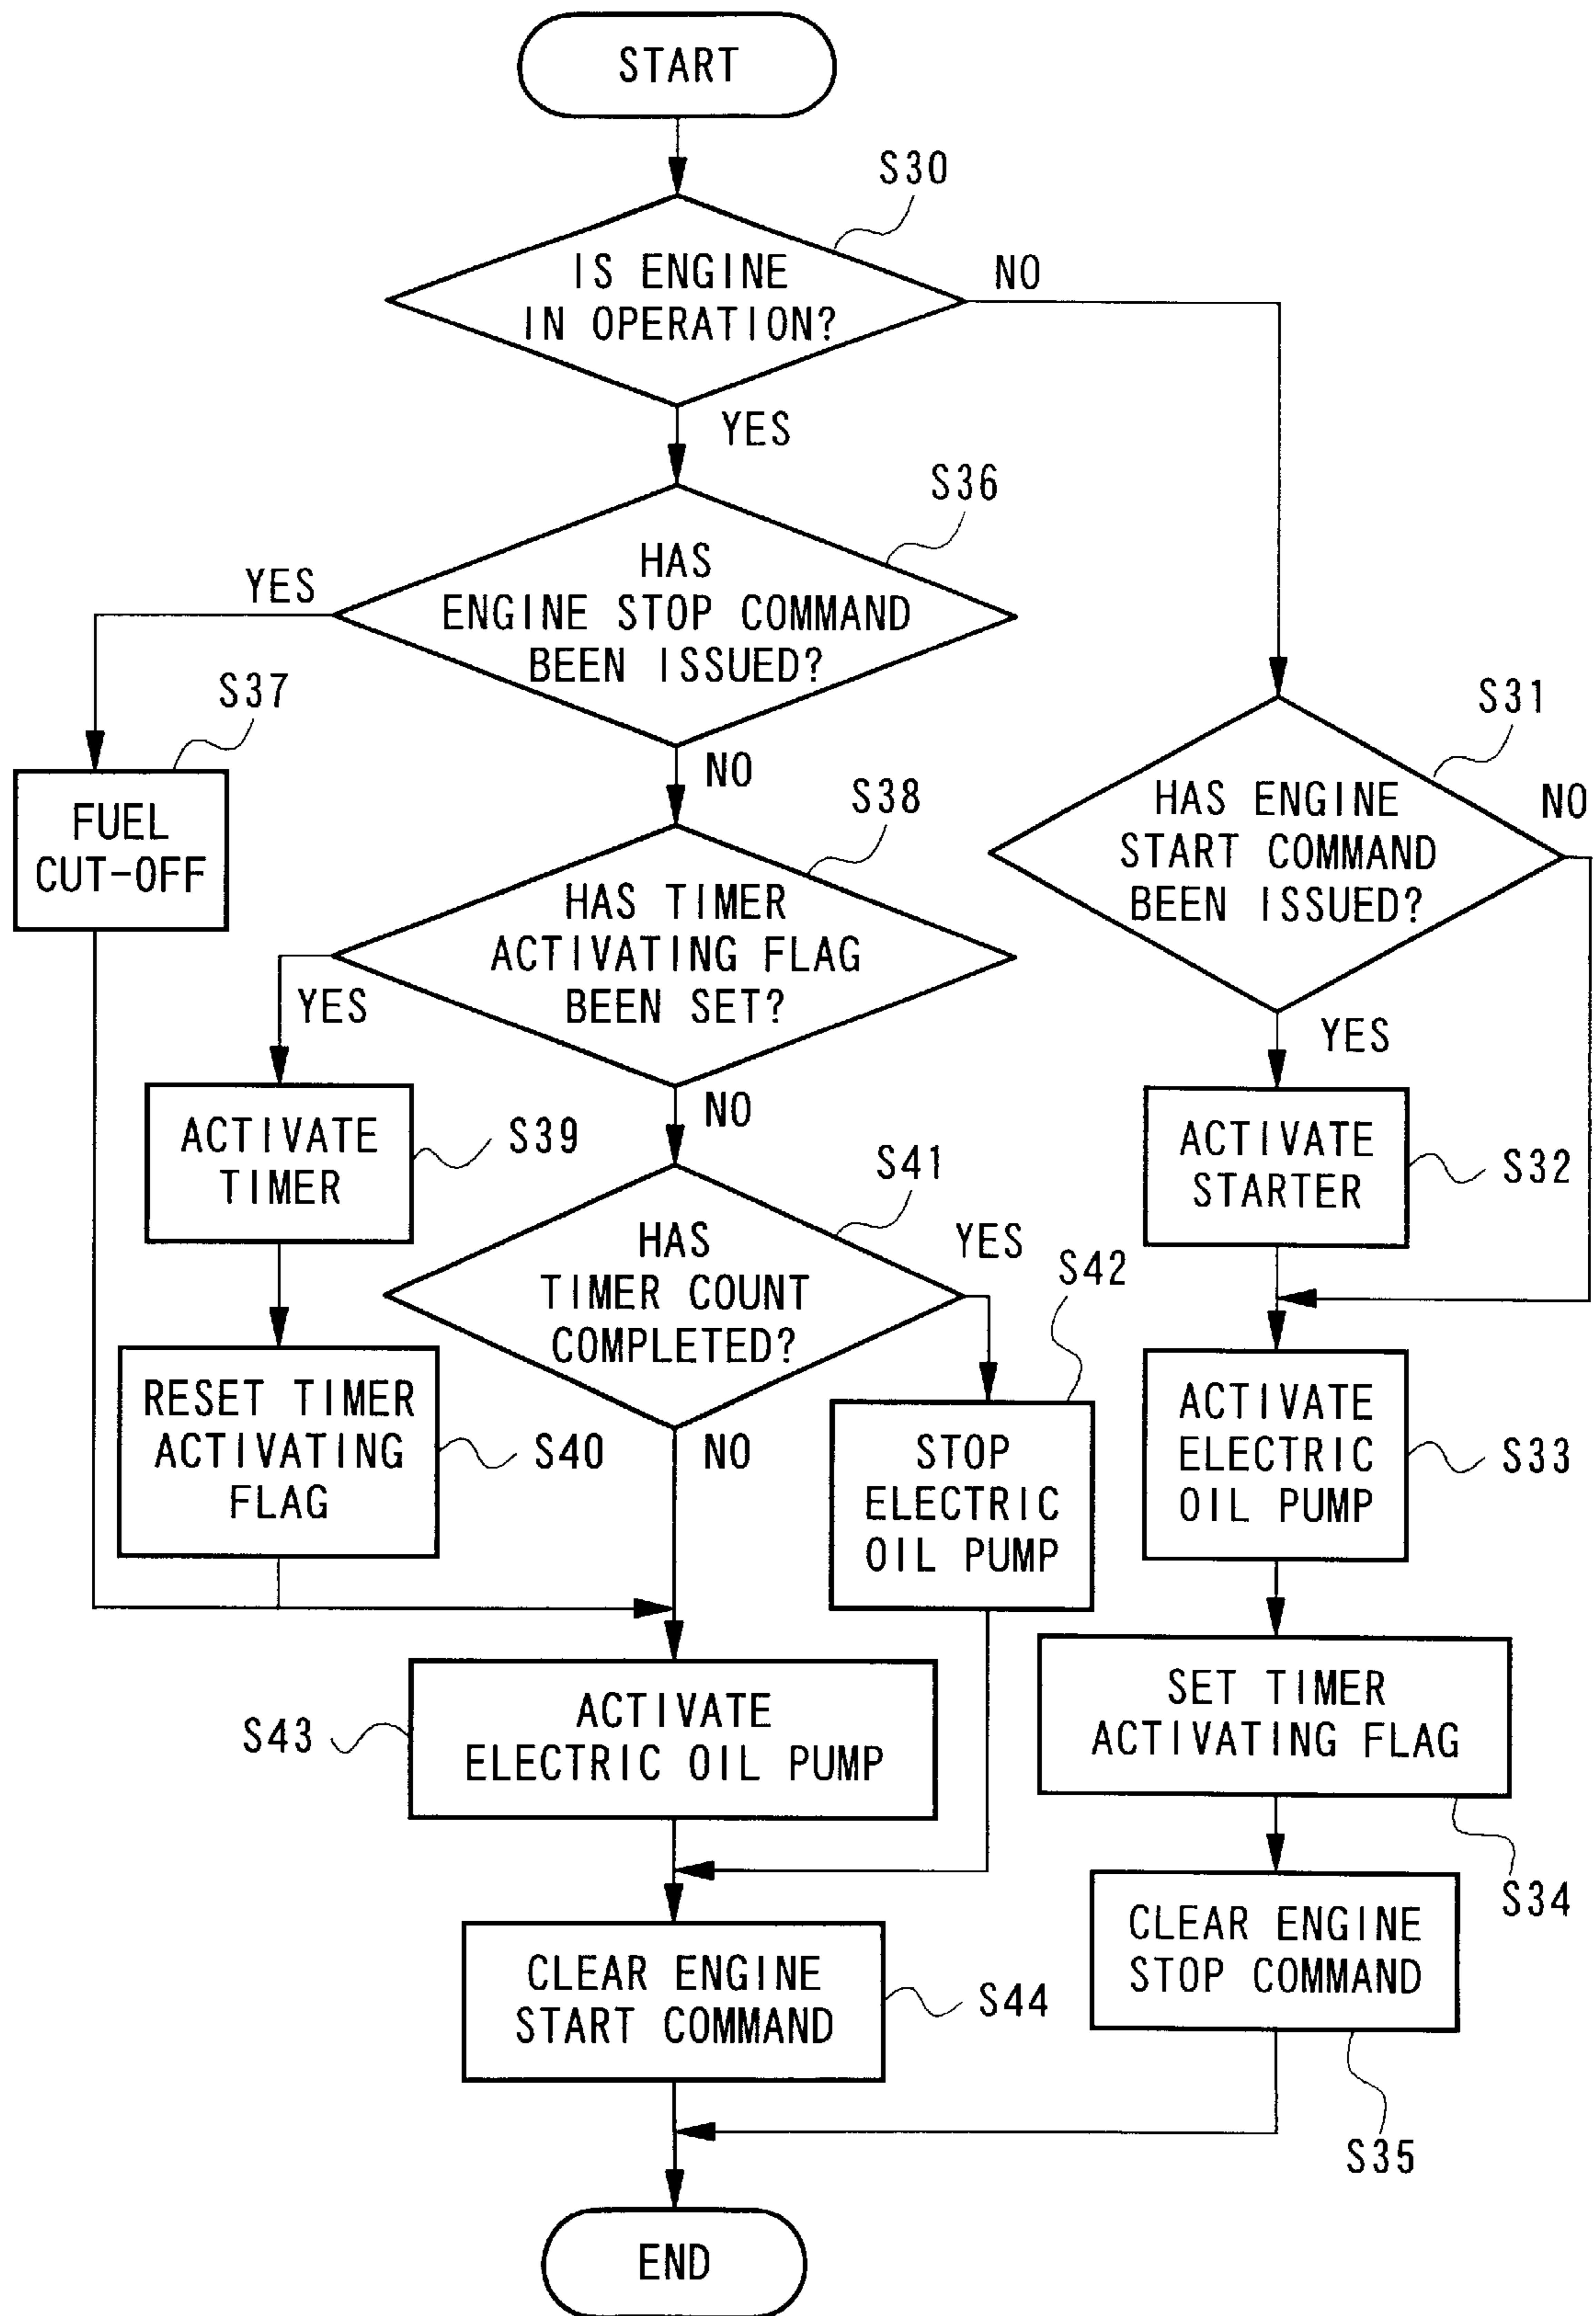 START
S30
IS ENGINE
IN OPERATION?
NO
YES
S36
HAS
ENGINE STOP COMMAND
BEEN ISSUED?
YES
S37
FUEL
CUT-OFF
NO
S38
HAS TIMER
ACTIVATING FLAG
BEEN SET?
YES
NO
S31
HAS ENGINE
START COMMAND
BEEN ISSUED?
NO
YES
ACTIVATE
TIMER
S39
S41
HAS
TIMER COUNT
COMPLETED?
YES
S42
NO
ACTIVATE
STARTER
S32
RESET TIMER
ACTIVATING
FLAG
S40
STOP
ELECTRIC
OIL PUMP
ACTIVATE
ELECTRIC
OIL PUMP
S33
S43
ACTIVATE
ELECTRIC OIL PUMP
SET TIMER
ACTIVATING FLAG
S34
CLEAR ENGINE
START COMMAND
S44
CLEAR ENGINE
STOP COMMAND
S35
END